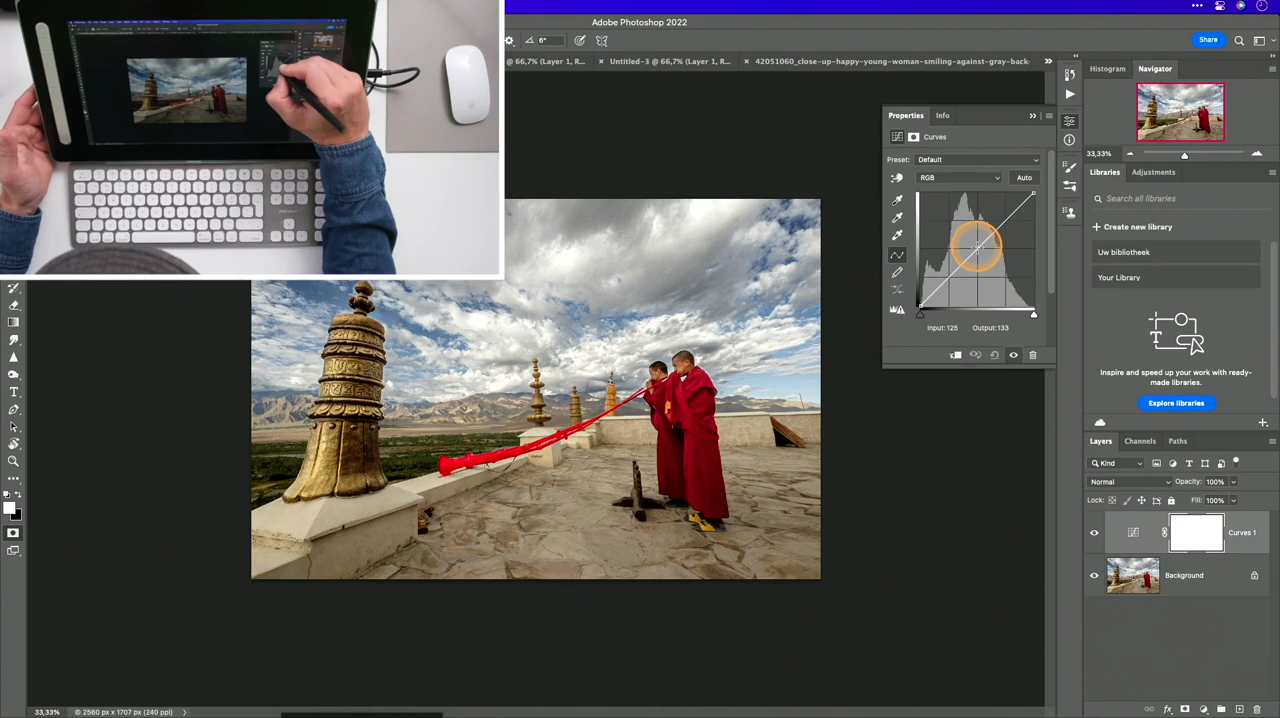 Adobe Photoshop 2022
6°
Share
@ 66,7% (Layer 1, R...
× Untitled-3 @ 66,7% (Layer 1, R...
× 42051060_close-up-happy-young-woman-smiling-against-gray-backg
Histogram Navigator
33,33%
Properties Info
Curves
Preset: Default
RGB Auto
Input: 125 Output: 133
Libraries Adjustments
Search all libraries
+ Create new library
Uw bibliotheek
Your Library
Inspire and speed up your work with ready-
made libraries.
Explore libraries
Layers Channels Paths
Kind
Normal Opacity: 100%
Lock: Fill: 100%
Curves 1
Background
33,33% © 2560 px x 1707 px (240 ppi)